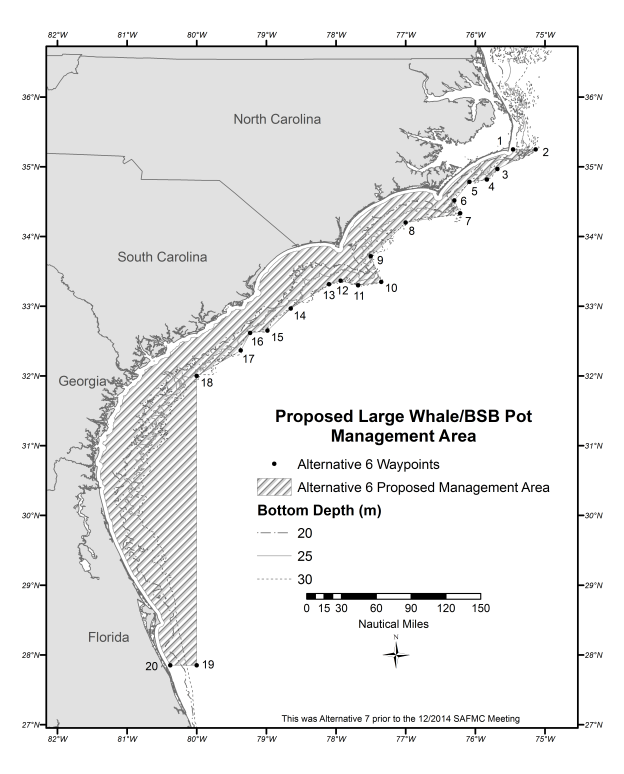 82°W 81°W 80°W 79°W 78°W 77°W 76°W 75°W
36°N 36°N
North Carolina
1 2
35°N 35°N
3
4
5
6
7
34°N 34°N
8
South Carolina
9
33°N 33°N
10
11
12
13
14
15
16
17
32°N 32°N
Georgia
18
Proposed Large Whale/BSB Pot
Management Area
31°N 31°N
Alternative 6 Waypoints
Alternative 6 Proposed Management Area
Bottom Depth (m)
30°N 30°N
20
25
30
29°N 29°N
0 15 30 60 90 120 150
Nautical Miles
Florida
N
28°N 28°N
20 19
This was Alternative 7 prior to the 12/2014 SAFMC Meeting
27°N 27°N
82°W 81°W 80°W 79°W 78°W 77°W 76°W 75°W